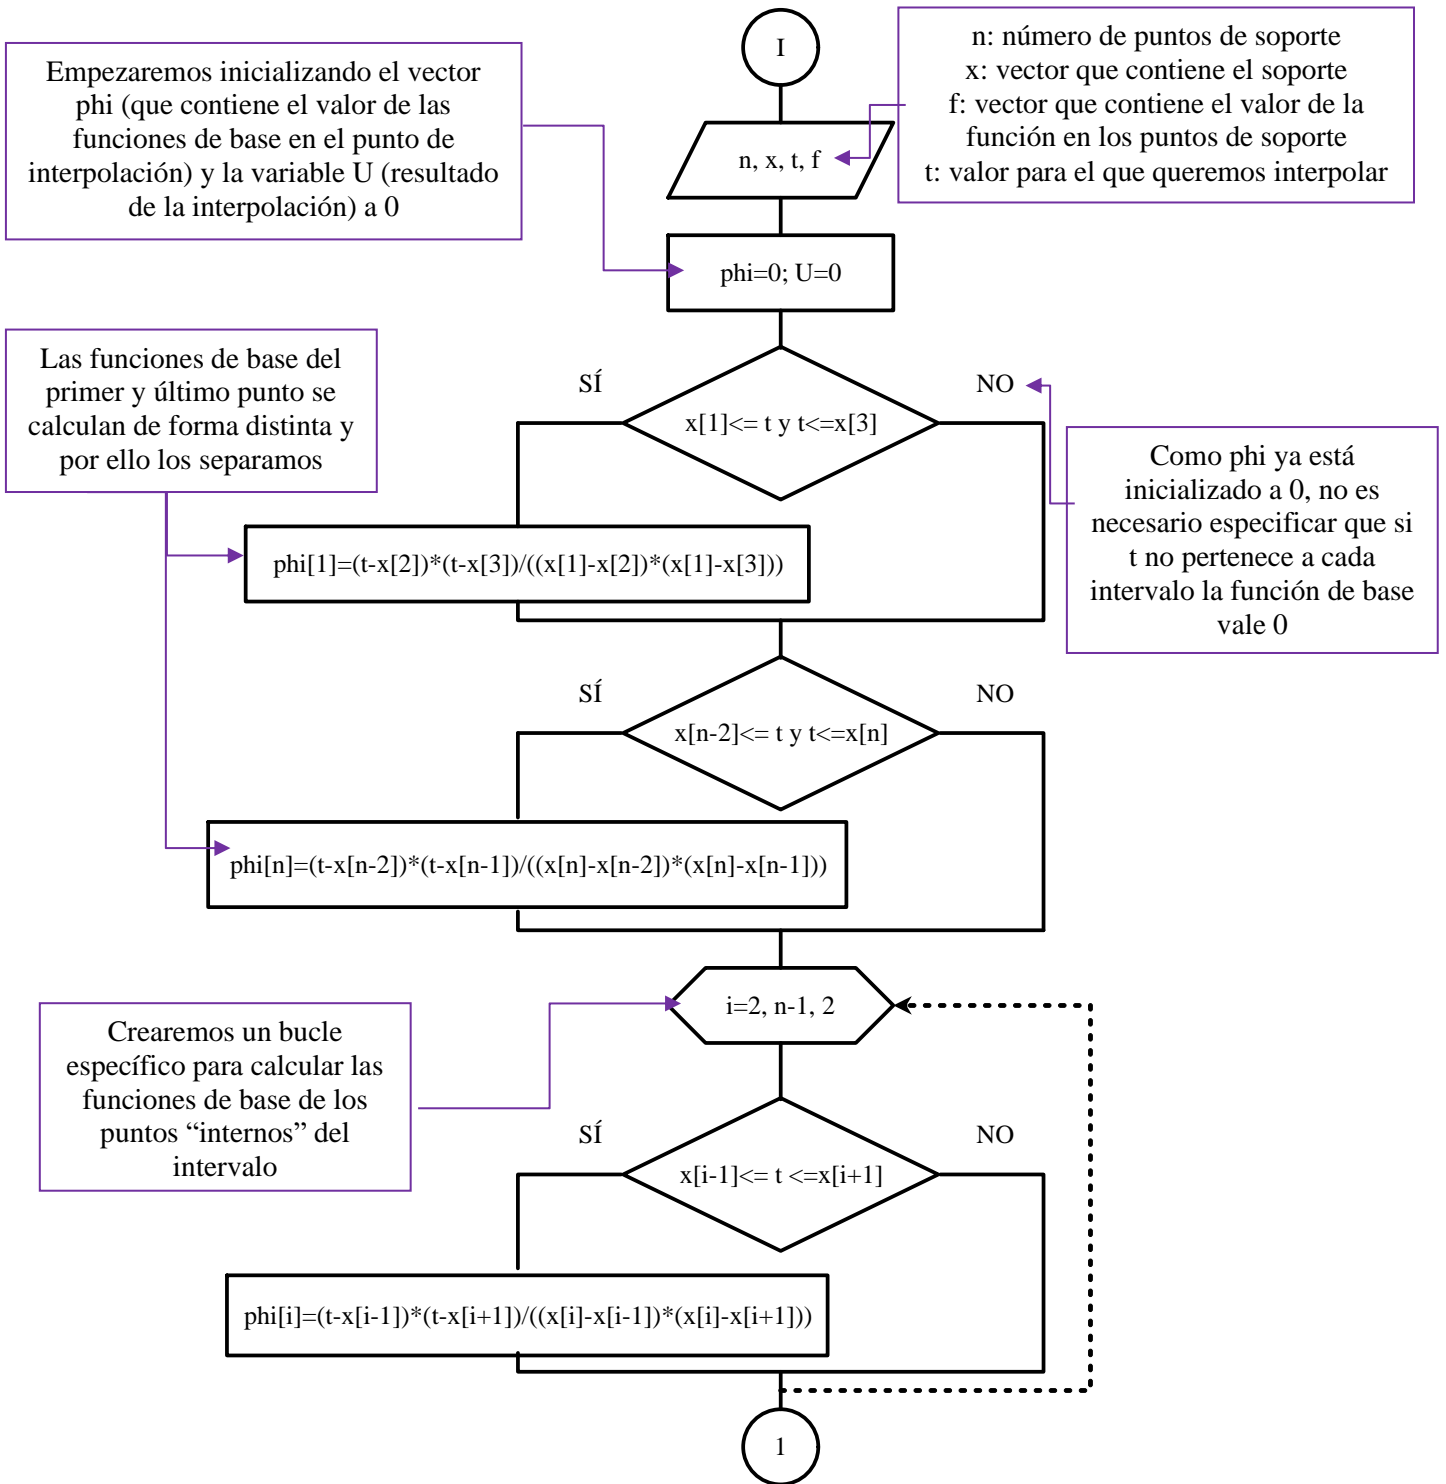 I
n: número de puntos de soporte
x: vector que contiene el soporte
f: vector que contiene el valor de la
función en los puntos de soporte
t: valor para el que queremos interpolar
Empezaremos inicializando el vector
phi (que contiene el valor de las
funciones de base en el punto de
interpolación) y la variable U (resultado
de la interpolación) a 0
n, x, t, f
phi=0; U=0
Las funciones de base del
primer y último punto se
calculan de forma distinta y
por ello los separamos
SÍ
NO
x[1]<= t y t<=x[3]
Como phi ya está
inicializado a 0, no es
necesario especificar que si
t no pertenece a cada
intervalo la función de base
vale 0
phi[1]=(t-x[2])*(t-x[3])/((x[1]-x[2])*(x[1]-x[3]))
SÍ
NO
x[n-2]<= t y t<=x[n]
phi[n]=(t-x[n-2])*(t-x[n-1])/((x[n]-x[n-2])*(x[n]-x[n-1]))
i=2, n-1, 2
Crearemos un bucle
específico para calcular las
funciones de base de los
puntos “internos” del
intervalo
SÍ
NO
x[i-1]<= t <=x[i+1]
phi[i]=(t-x[i-1])*(t-x[i+1])/((x[i]-x[i-1])*(x[i]-x[i+1]))
1